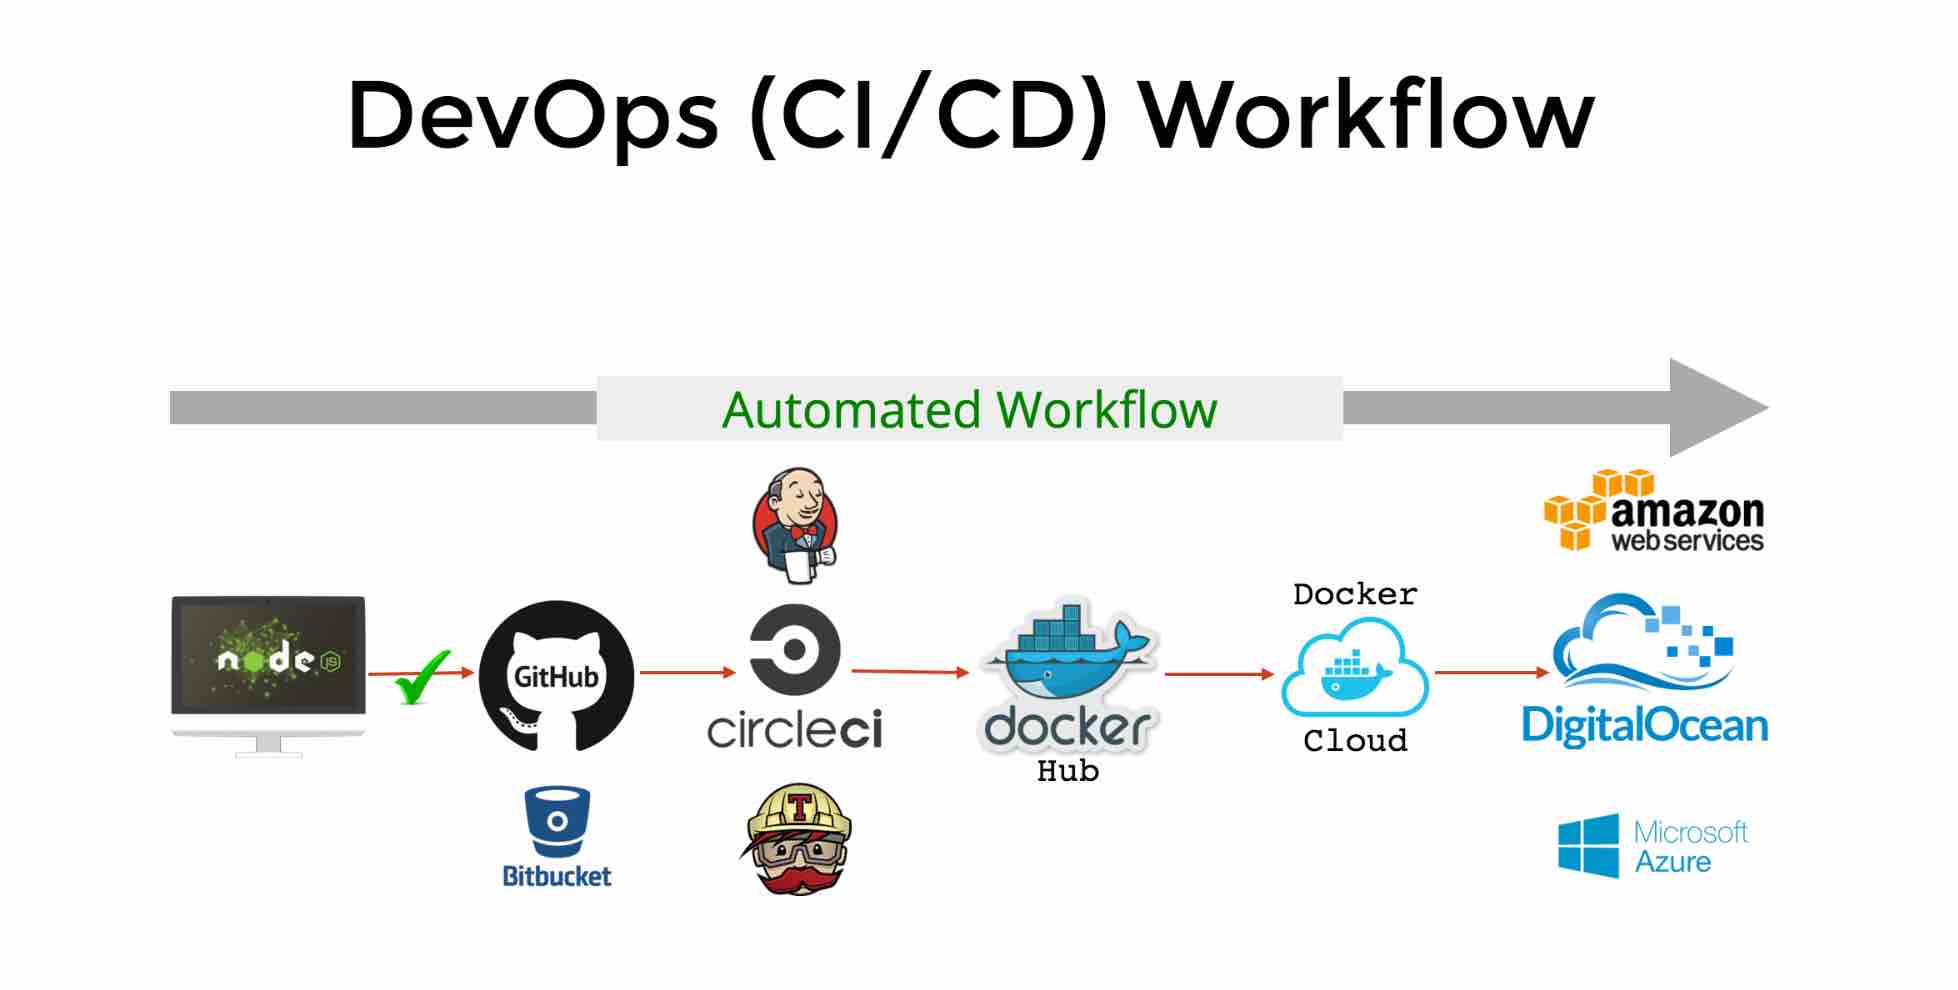 DevOps (CI/CD) Workflow
Automated Workflow
amazon
web services
node
JS
GitHub
Bitbucket
circleci
T
docker
Hub
Docker
Cloud
DigitalOcean
Microsoft
Azure